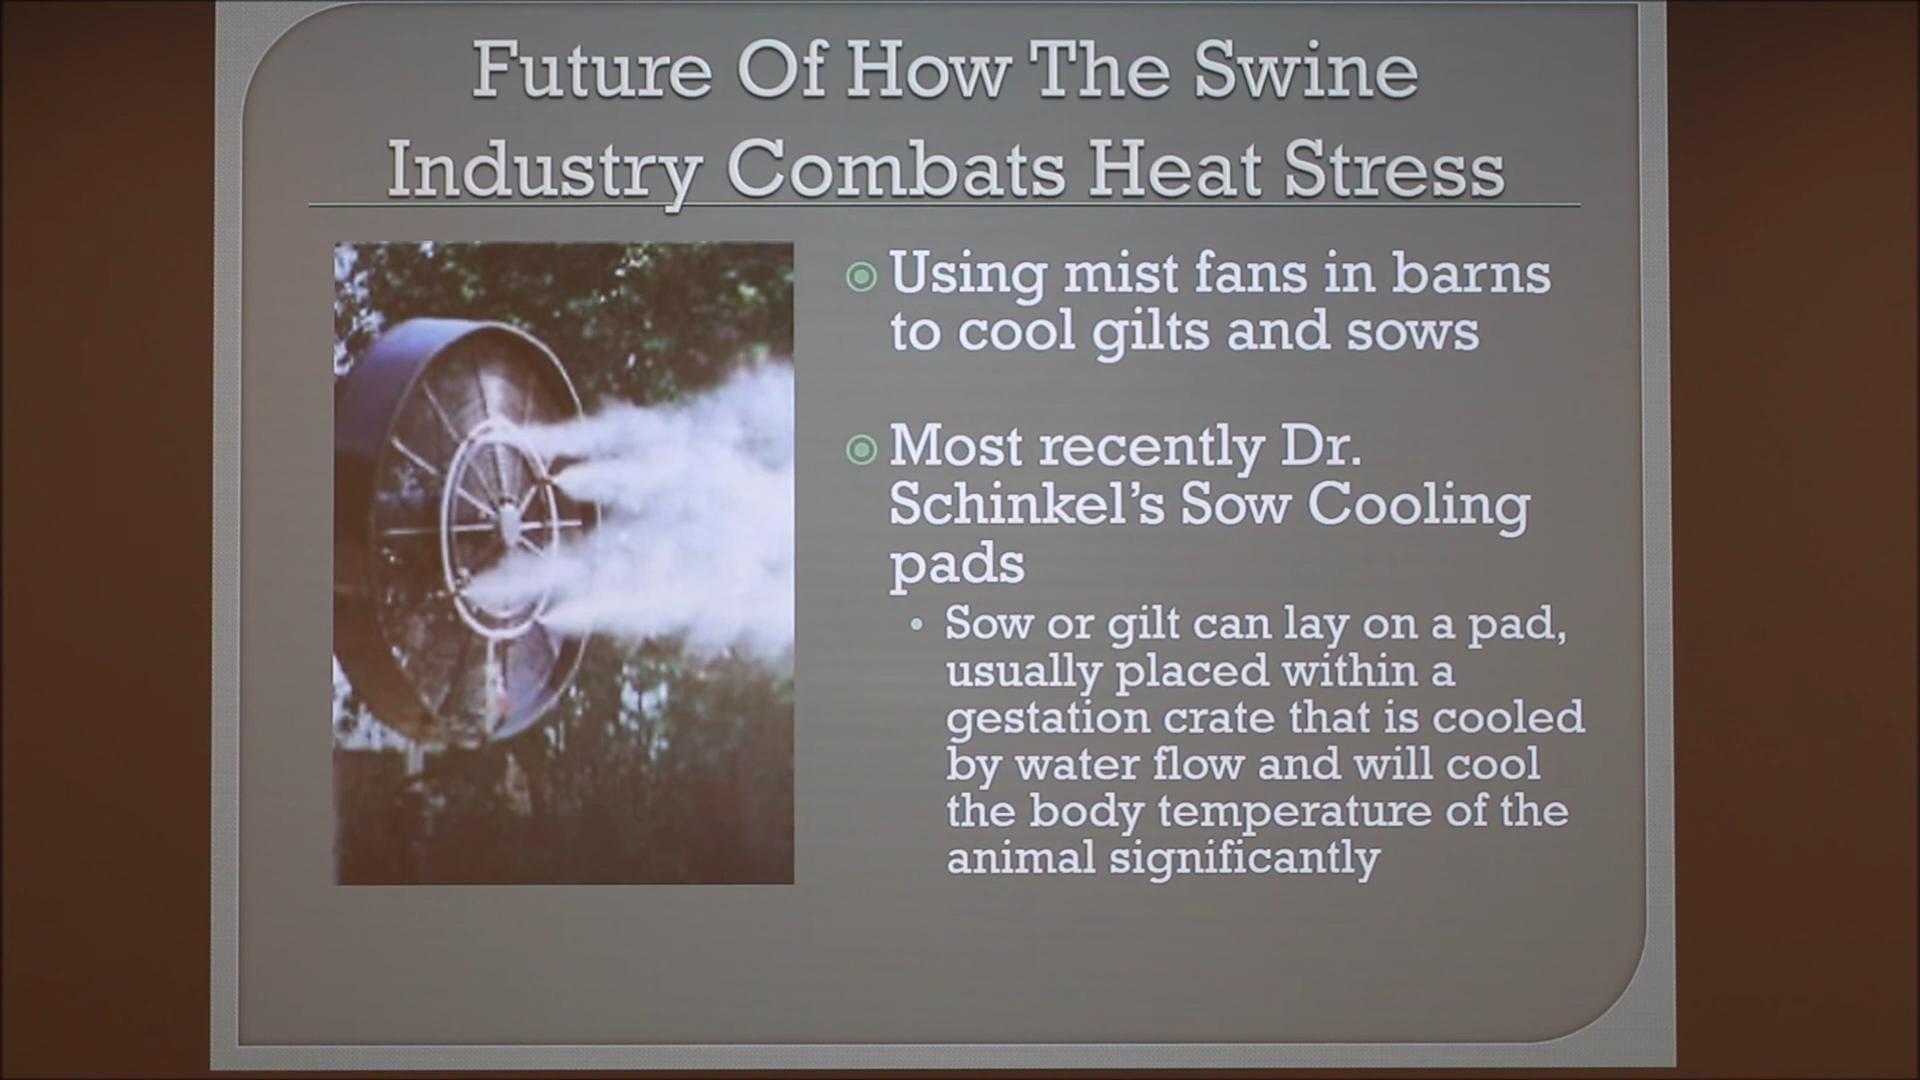 Future Of How The Swine
Industry Combats Heat Stress
Using mist fans in barns
to cool gilts and sows
Most recently Dr.
Schinkel’s Sow Cooling
pads
Sow or gilt can lay on a pad,
usually placed within a
gestation crate that is cooled
by water flow and will cool
the body temperature of the
animal significantly